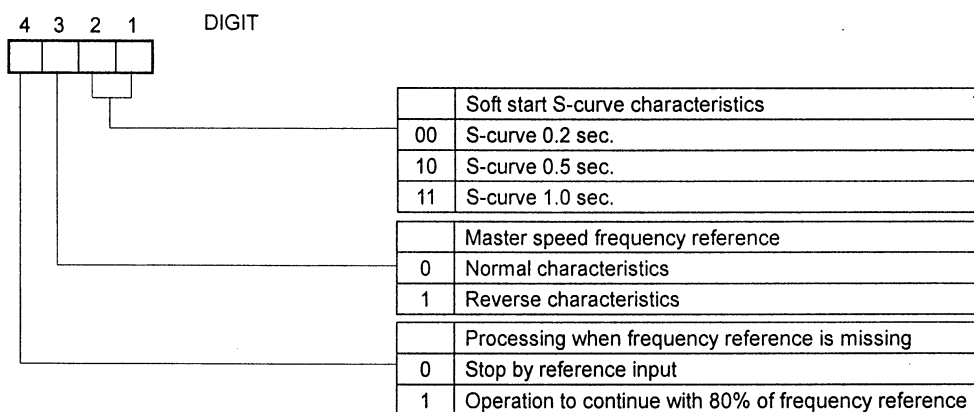 4 3 2 1 DIGIT
Soft start S-curve characteristics
00 S-curve 0.2 sec.
10 S-curve 0.5 sec.
11 S-curve 1.0 sec.
Master speed frequency reference
0 Normal characteristics
1 Reverse characteristics
Processing when frequency reference is missing
0 Stop by reference input
1 Operation to continue with 80% of frequency reference